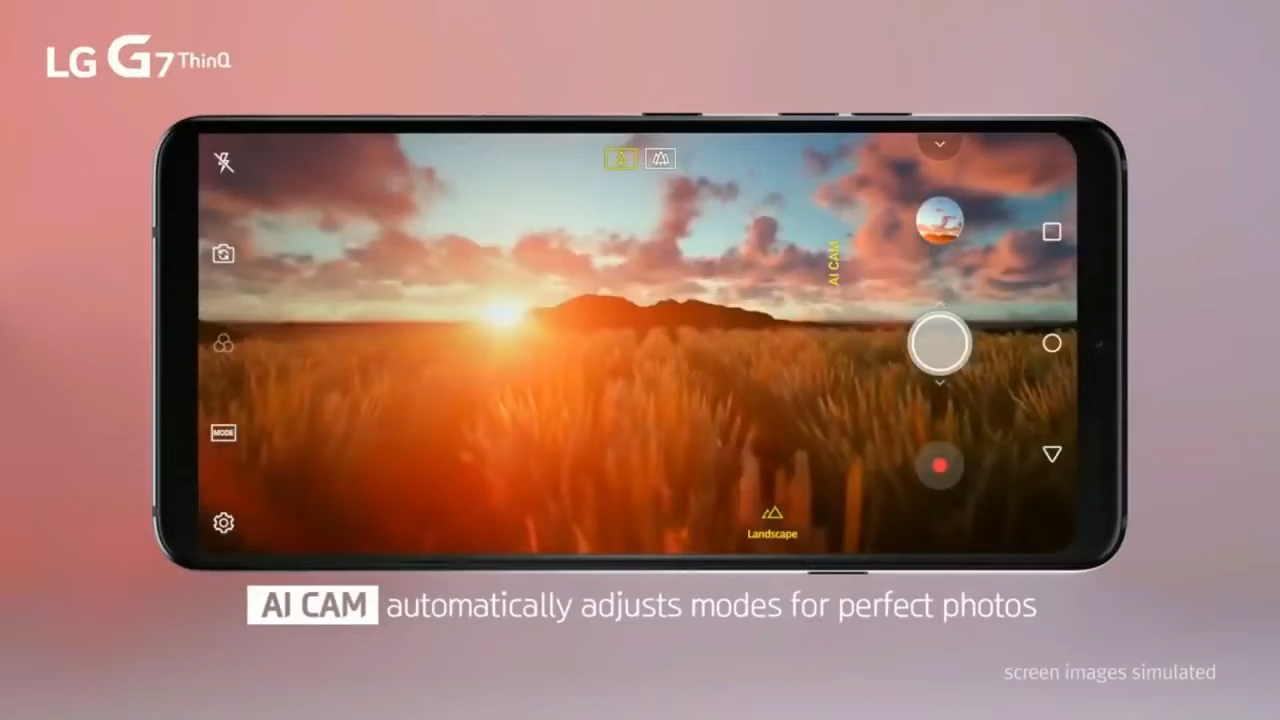 LG G7 ThinQ
AI CAM
MODE
Landscape
AI CAM automatically adjusts modes for perfect photos
screen images simulated